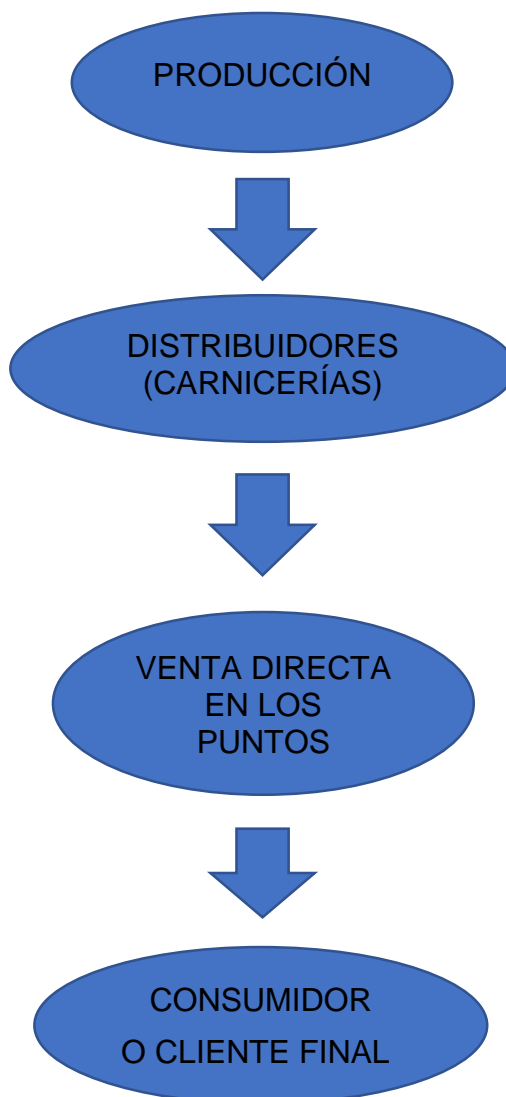 PRODUCCIÓN
DISTRIBUIDORES
(CARNICERÍAS)
VENTA DIRECTA
EN LOS
PUNTOS
CONSUMIDOR
O CLIENTE FINAL